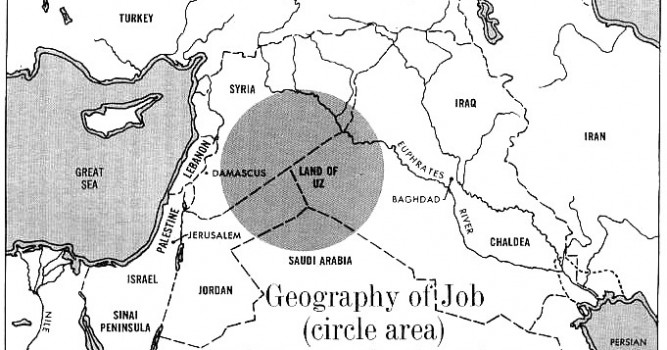 TURKEY
SYRIA
IRAQ
IRAN
GREAT
SEA
LEBANON
DAMASCUS
LAND OF
UZ
EUPHRATES
RIVER
BAGHDAD
PALESTINE
JERUSALEM
CHALDEA
SAUDI ARABIA
ISRAEL
JORDAN
SINAI
PENINSULA
NILE
PERSIAN
Geography of Job
(circle area)